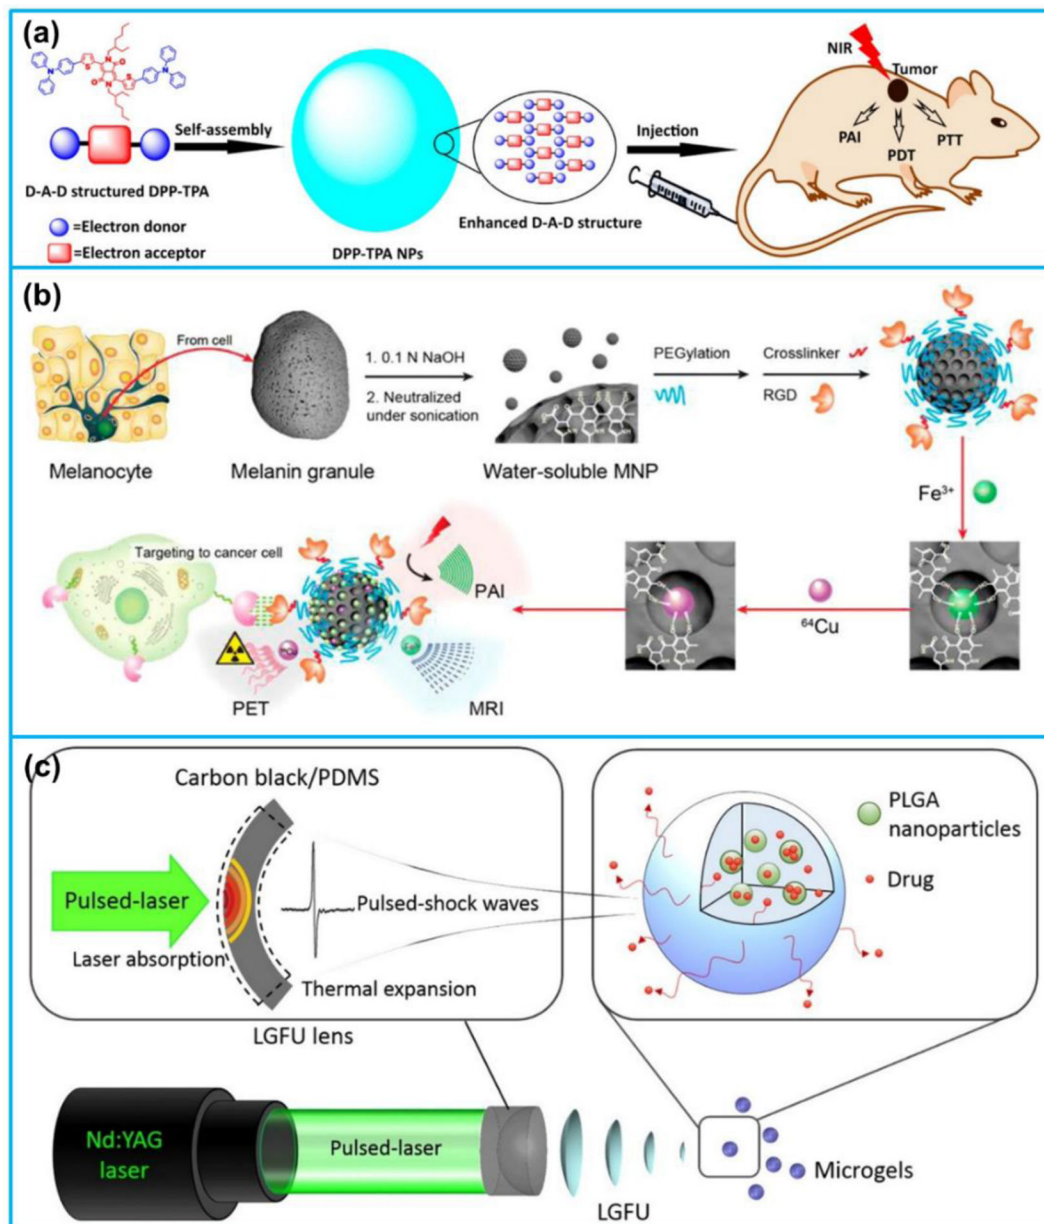 (a)
NIR
Tumor
PAI
PDT
PTT
Self-assembly
Injection
D-A-D structured DPP-TPA
=Electron donor
=Electron acceptor
Enhanced D-A-D structure
DPP-TPA NPs
(b)
From cell
1. 0.1 N NaOH
2. Neutralized
under sonication
PEGylation
Crosslinker
RGD
Melanocyte
Melanin granule
Water-soluble MNP
Fe³⁺
Targeting to cancer cell
PAI
⁶⁴Cu
PET
MRI
(c)
Carbon black/PDMS
Pulsed-laser
Laser absorption
Pulsed-shock waves
Thermal expansion
LGFU lens
PLGA
nanoparticles
Drug
Nd:YAG
laser
Pulsed-laser
LGFU
Microgels